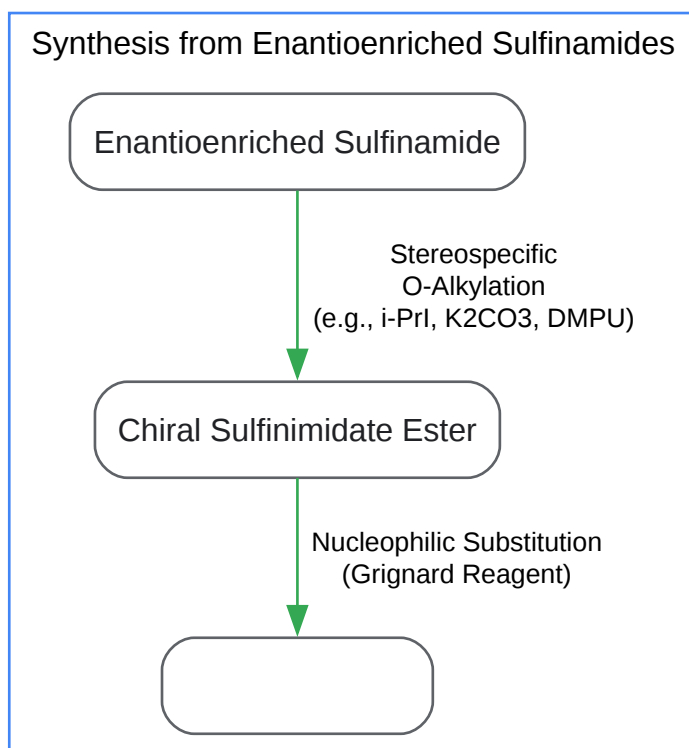 Synthesis from Enantioenriched Sulfinamides
Enantioenriched Sulfinamide
Stereospecific
O-Alkylation
(e.g., i-PrI, K2CO3, DMPU)
Chiral Sulfinimidate Ester
Nucleophilic Substitution
(Grignard Reagent)